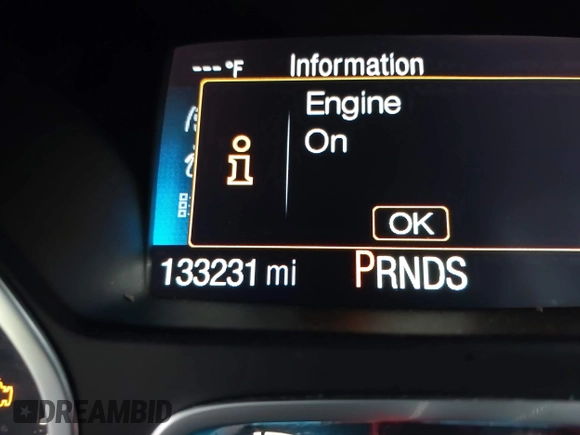 ---°F Information
Engine
On
OK
133231 mi PRNDS
DREAMBID